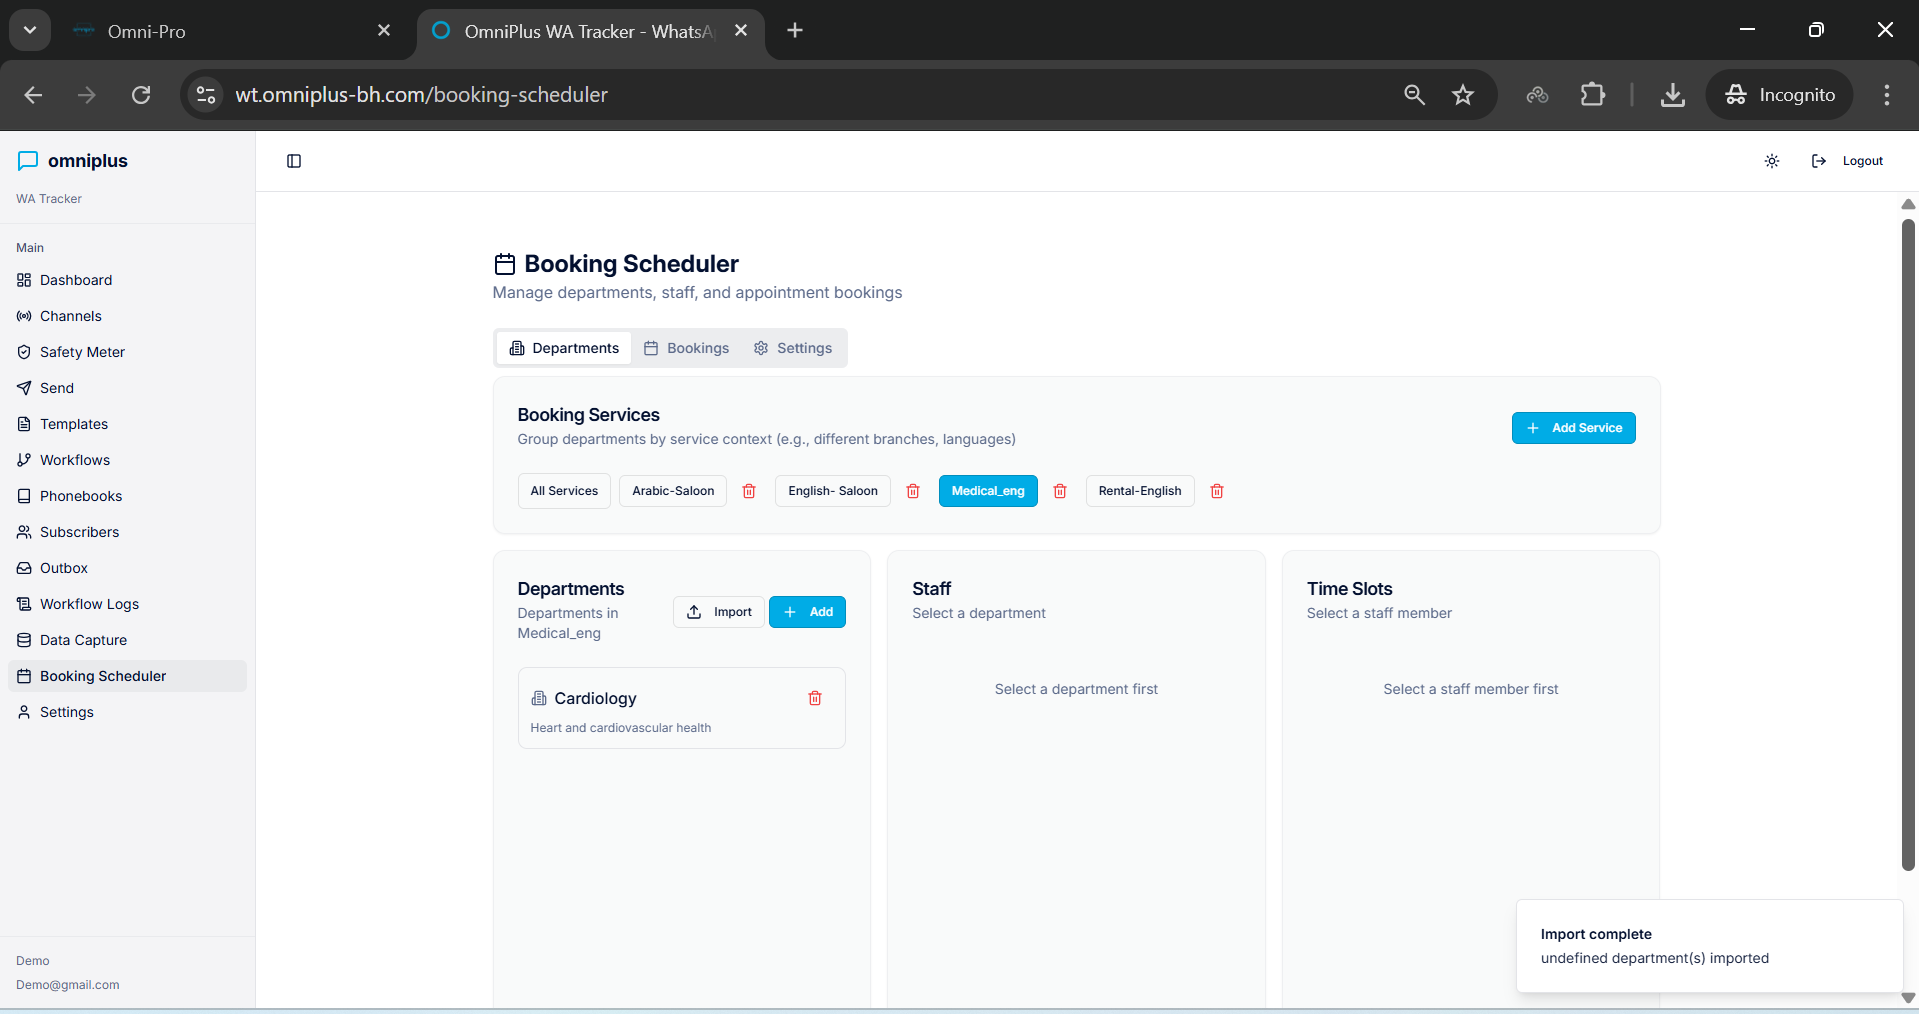 Omni-Pro
OmniPlus WA Tracker - WhatsA
wt.omniplus-bh.com/booking-scheduler
Incognito
omniplus
WA Tracker
Main
Dashboard
Channels
Safety Meter
Send
Templates
Workflows
Phonebooks
Subscribers
Outbox
Workflow Logs
Data Capture
Booking Scheduler
Settings
Demo
Demo@gmail.com
Logout
Booking Scheduler
Manage departments, staff, and appointment bookings
Departments Bookings Settings
Booking Services
Group departments by service context (e.g., different branches, languages)
Add Service
All Services Arabic-Saloon English- Saloon Medical_eng Rental-English
Departments
Departments in
Medical_eng
Import Add
Cardiology
Heart and cardiovascular health
Staff
Select a department
Select a department first
Time Slots
Select a staff member
Select a staff member first
Import complete
undefined department(s) imported